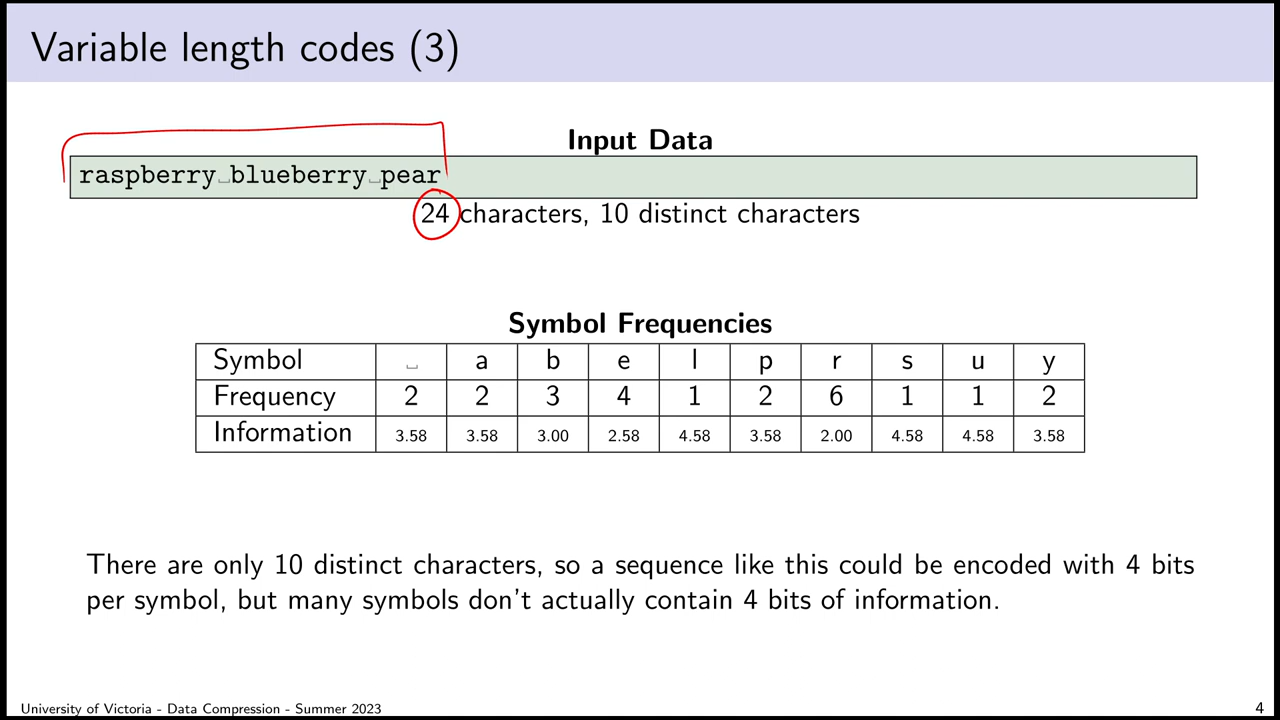 Variable length codes (3)
Input Data
raspberry␣blueberry␣pear
24 characters, 10 distinct characters
Symbol Frequencies
Symbol ␣ a b e l p r s u y
Frequency 2 2 3 4 1 2 6 1 1 2
Information 3.58 3.58 3.00 2.58 4.58 3.58 2.00 4.58 4.58 3.58
There are only 10 distinct characters, so a sequence like this could be encoded with 4 bits
per symbol, but many symbols don't actually contain 4 bits of information.
University of Victoria - Data Compression - Summer 2023 4